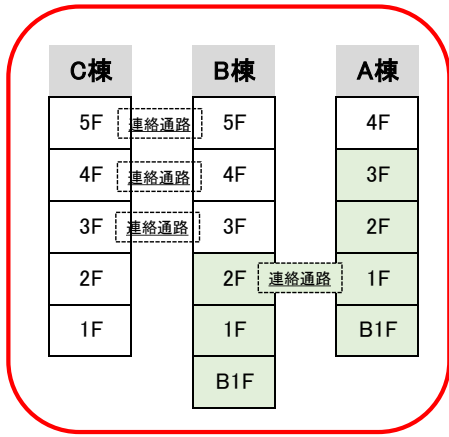 C棟 B棟 A棟
5F 連絡通路 5F 4F
4F 連絡通路 4F 3F
3F 連絡通路 3F 2F
2F 2F 連絡通路 1F
1F 1F B1F
B1F